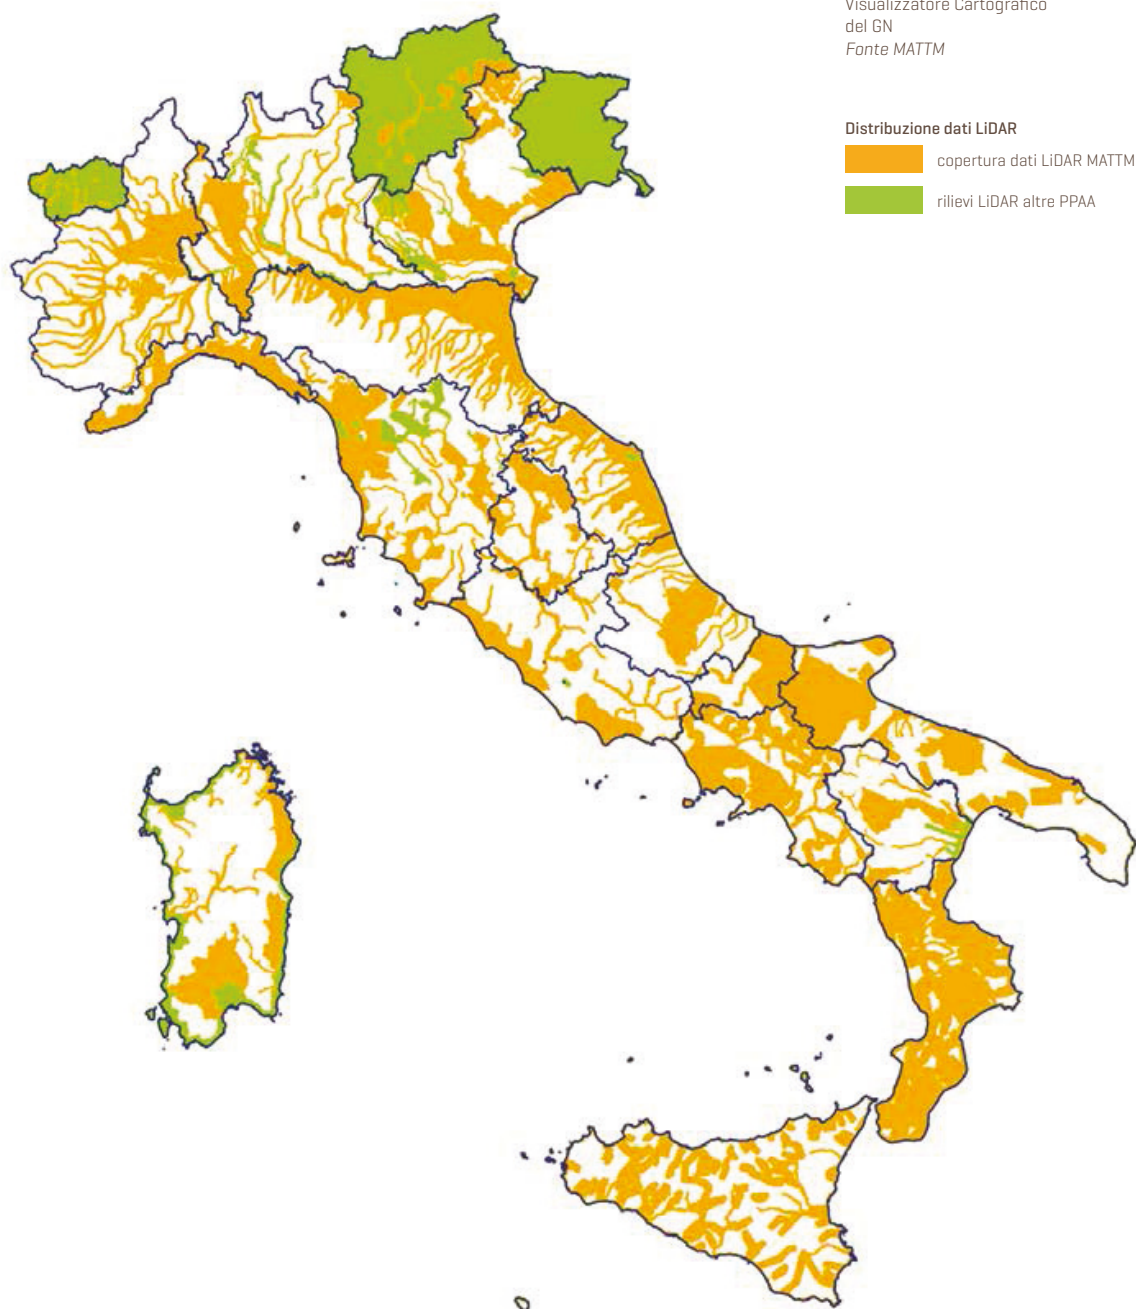 Visualizzatore Cartografico
del GN
Fonte MATTM
Distribuzione dati LiDAR
copertura dati LiDAR MATTM
rilievi LiDAR altre PPAA